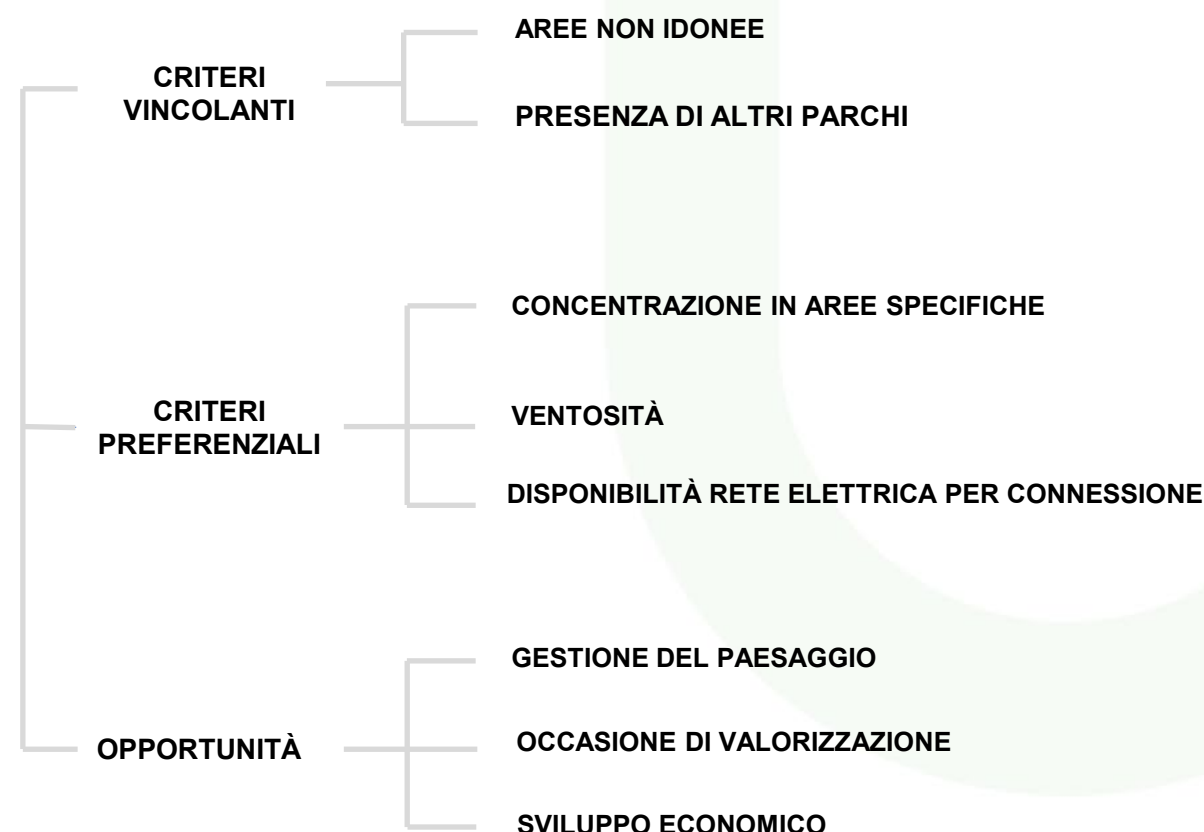 CRITERI
VINCOLANTI
AREE NON IDONEE
PRESENZA DI ALTRI PARCHI
CRITERI
PREFERENZIALI
CONCENTRAZIONE IN AREE SPECIFICHE
VENTOSITÀ
DISPONIBILITÀ RETE ELETTRICA PER CONNESSIONE
OPPORTUNITÀ
GESTIONE DEL PAESAGGIO
OCCASIONE DI VALORIZZAZIONE
SVILUPPO ECONOMICO